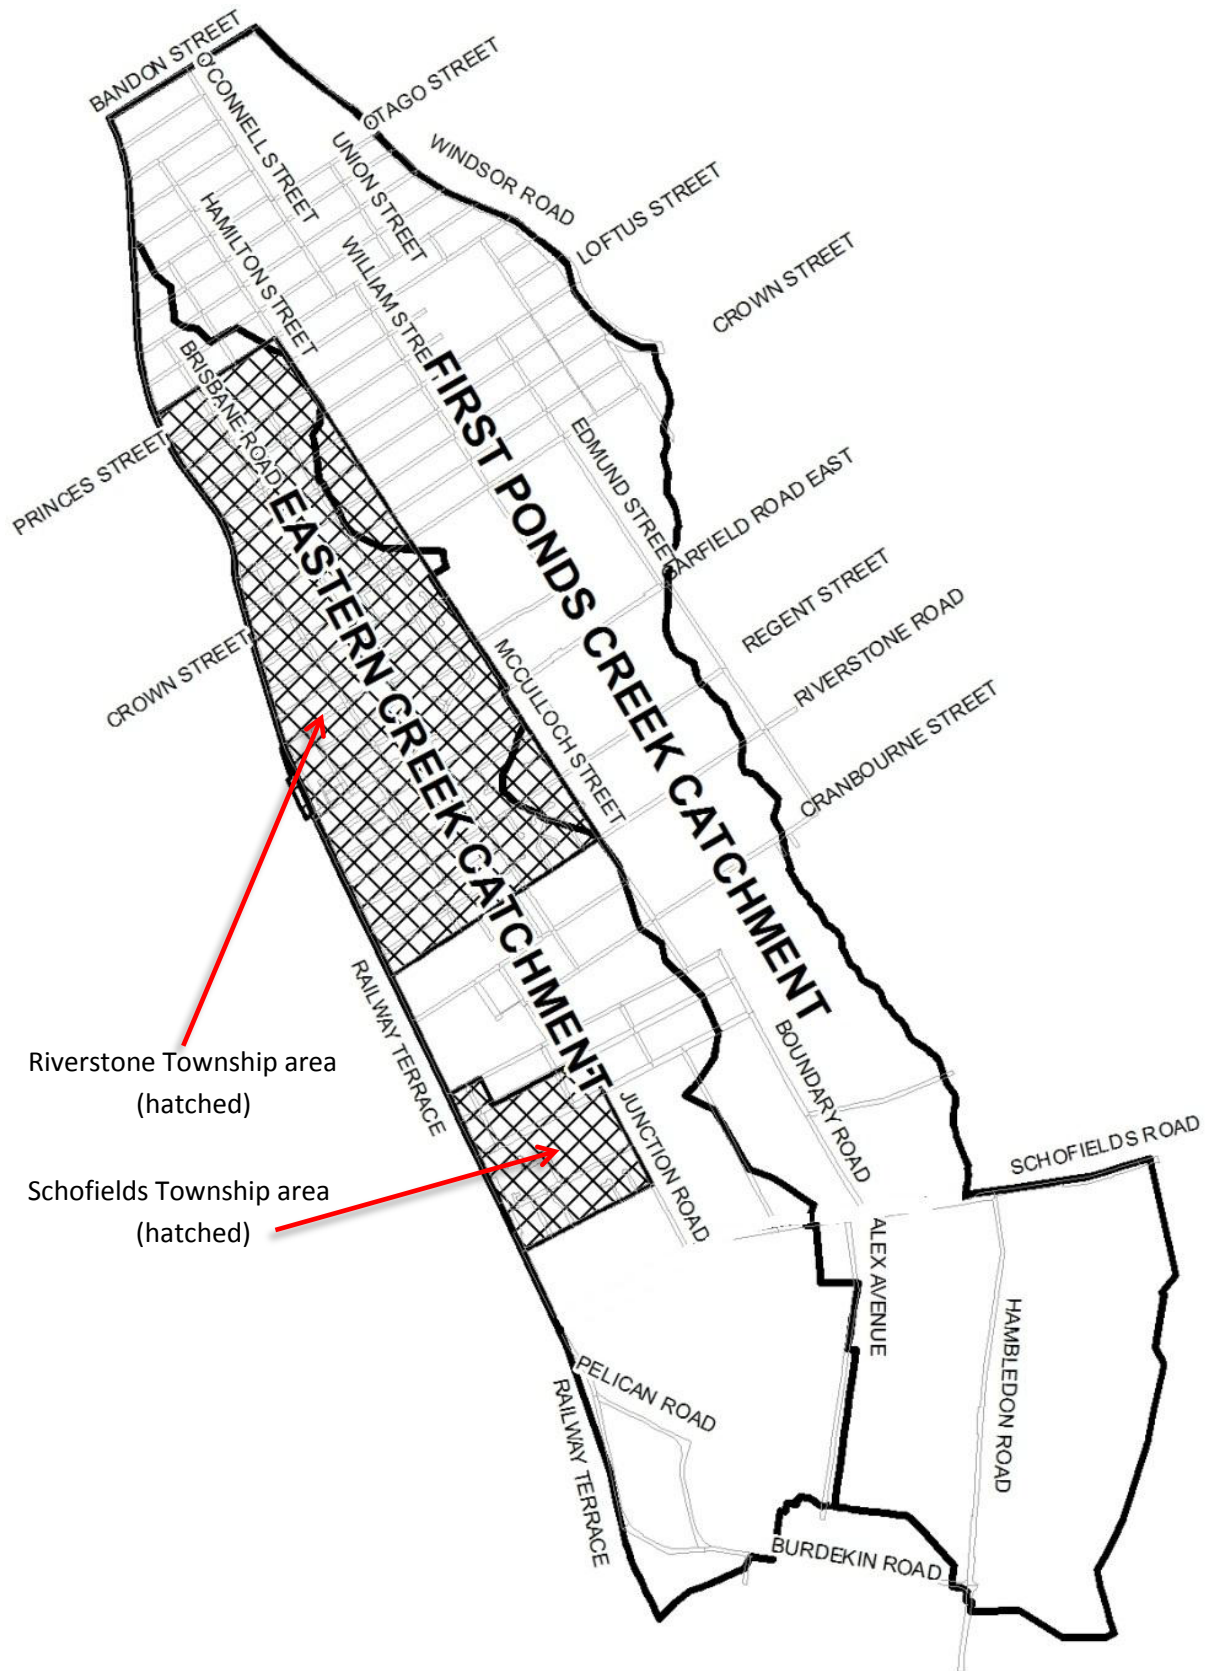 BANDON STREET
O'CONNELL STREET
OTAGO STREET
UNION STREET
WINDSOR ROAD
LOFTUS STREET
CROWN STREET
HAMILTON STREET
WILLIAM STREET
BRISBANE ROAD
PRINCES STREET
FIRST PONDS CREEK CATCHMENT
EDMUND STREET
GARFIELD ROAD EAST
REGENT STREET
RIVERSTONE ROAD
CRANBOURNE STREET
EASTERN CREEK CATCHMENT
CROWN STREET
MCCULLOCH STREET
RAILWAY TERRACE
Riverstone Township area
(hatched)
BOUNDARY ROAD
JUNCTION ROAD
SCHOFIELDS ROAD
Schofields Township area
(hatched)
ALEX AVENUE
HAMBLEDON ROAD
PELICAN ROAD
RAILWAY TERRACE
BURDEKIN ROAD